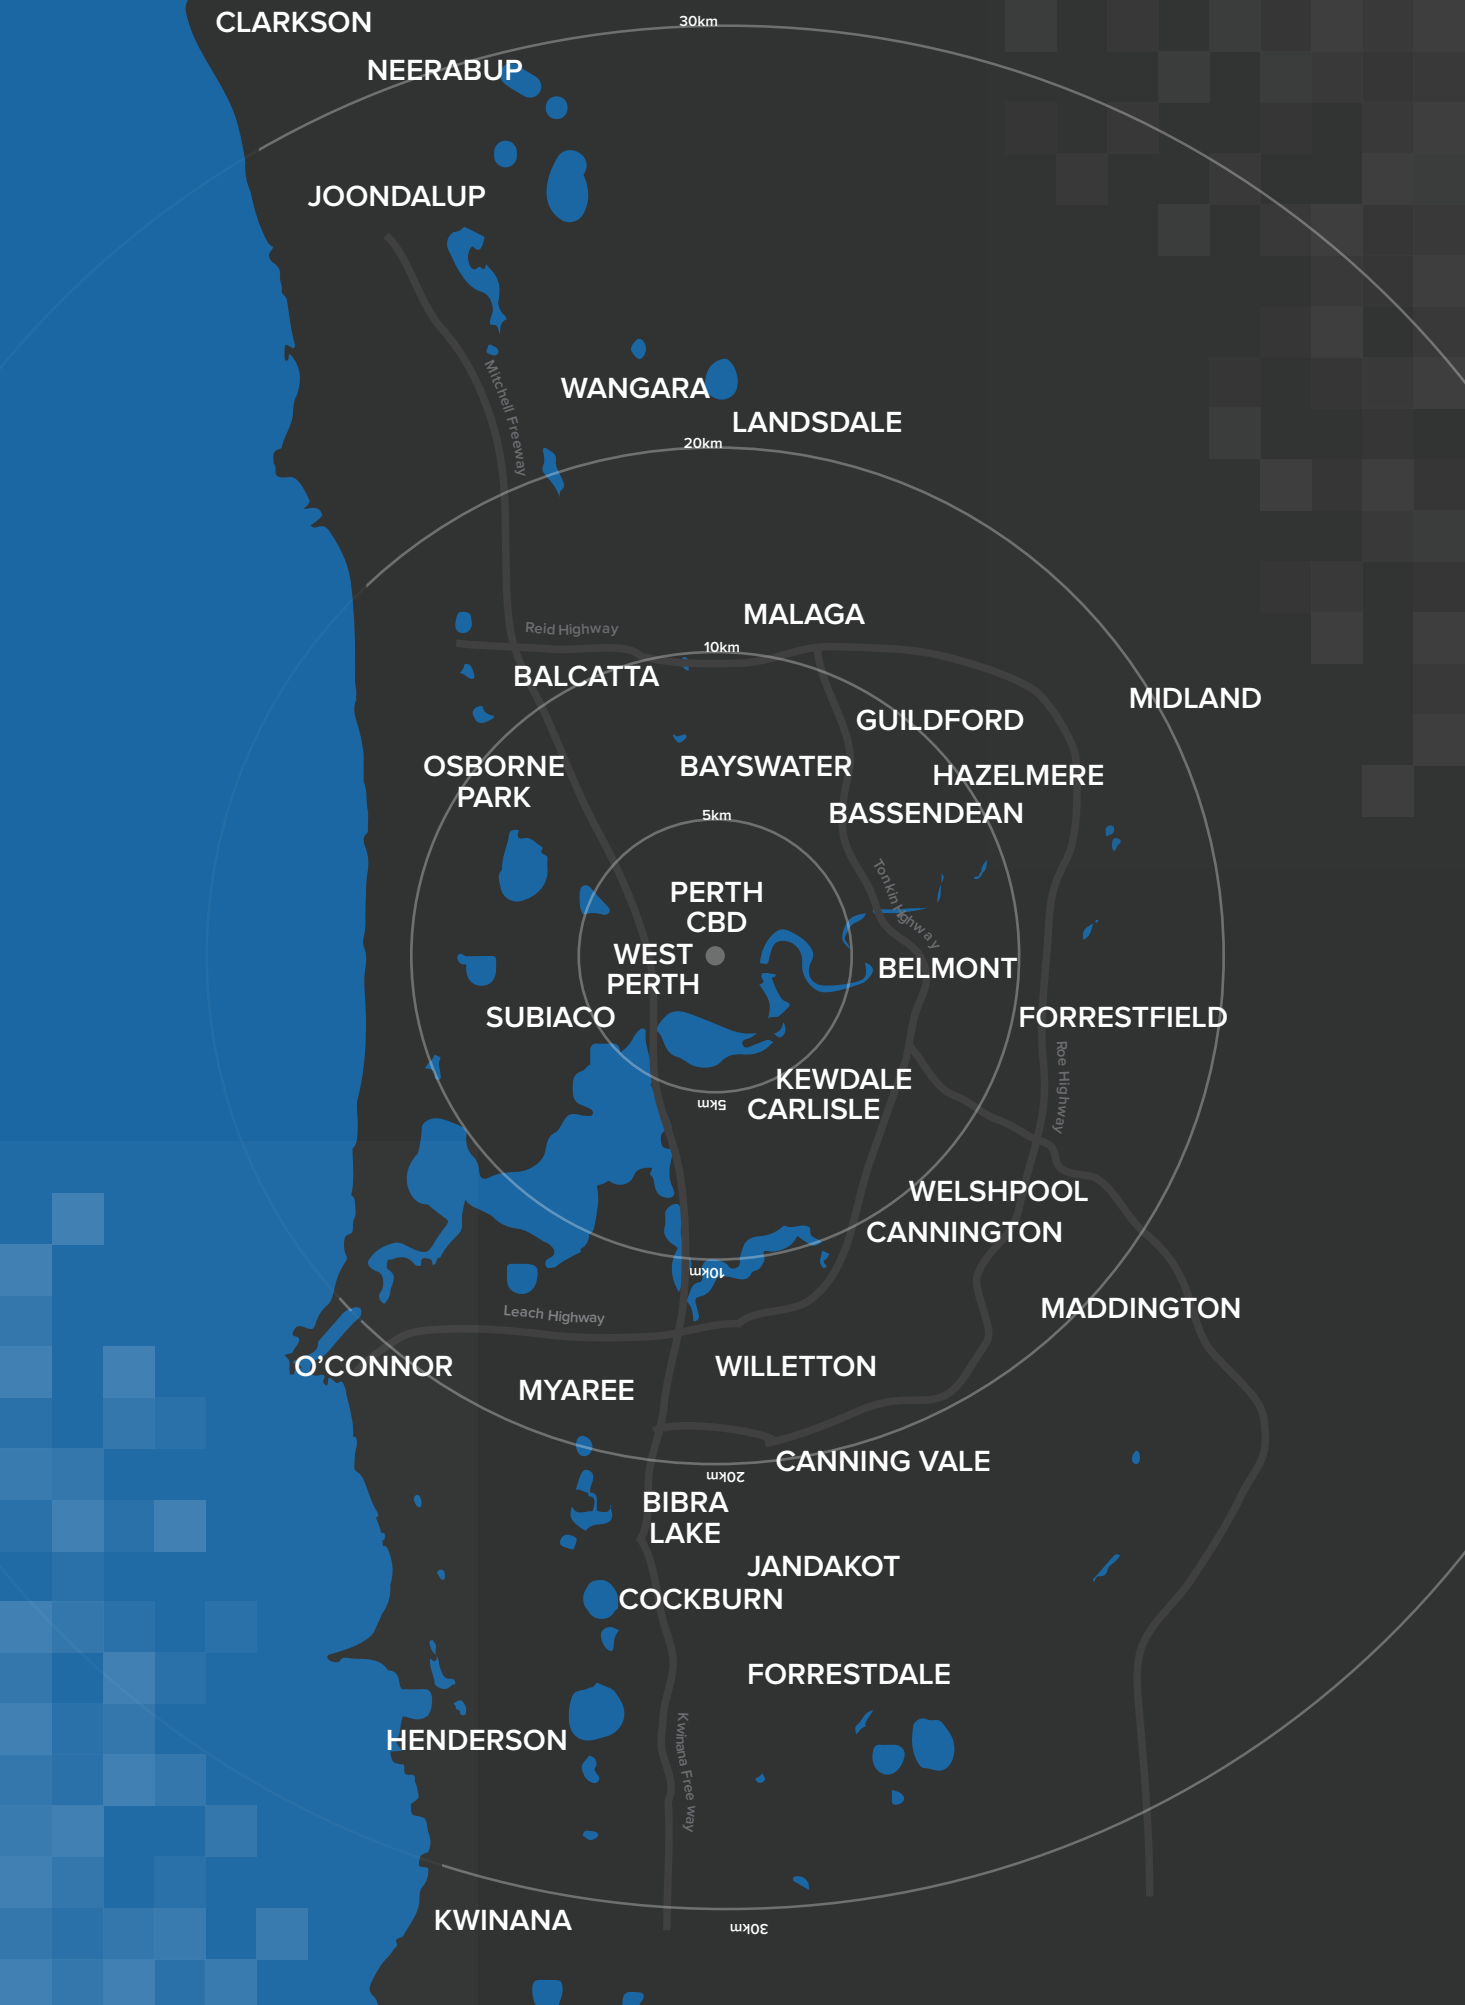 CLARKSON
30km
NEERABUP
JOONDALUP
Mitchell Freeway
WANGARA
LANDSDALE
20km
MALAGA
Reid Highway
10km
BALCATTA
MIDLAND
GUILDFORD
OSBORNE
PARK
BAYSWATER
HAZELMERE
BASSENDEAN
5km
Tonkin Highway
PERTH
CBD
WEST
PERTH
BELMONT
SUBIACO
FORRESTFIELD
Roe Highway
KEWDALE
5km
CARLISLE
WELSHPOOL
CANNINGTON
10km
Leach Highway
MADDINGTON
O’CONNOR
WILLETTON
MYAREE
CANNING VALE
20km
BIBRA
LAKE
JANDAKOT
COCKBURN
FORRESTDALE
HENDERSON
Kwinana Free way
KWINANA
30km